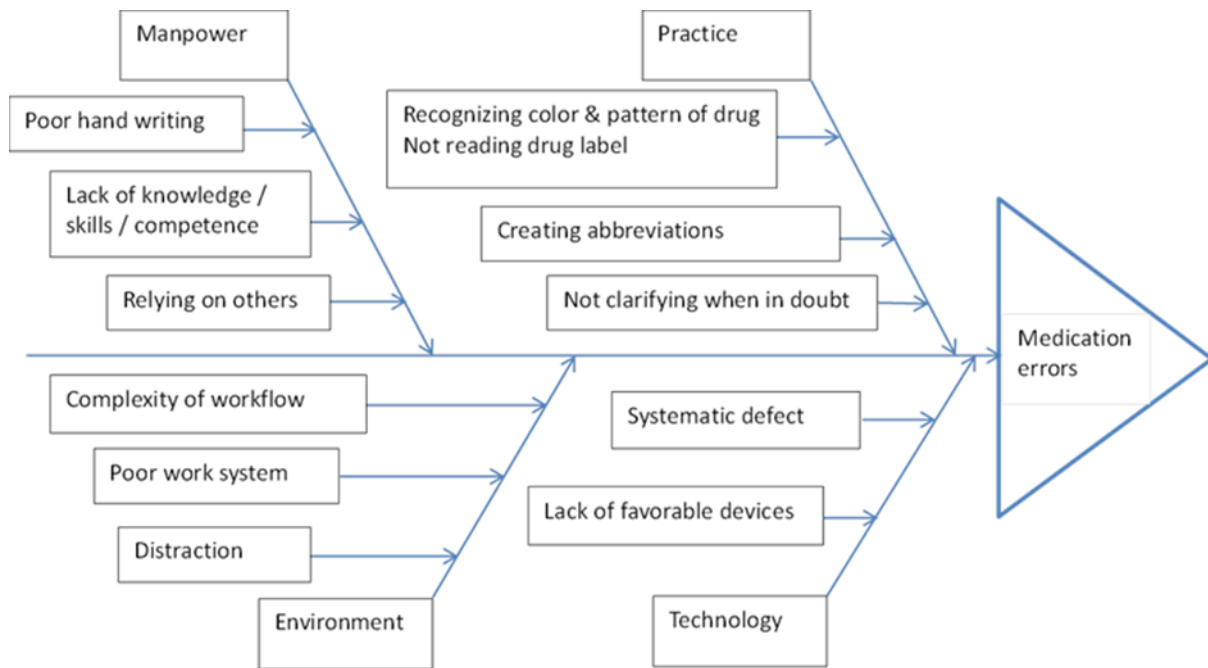 Manpower
Practice
Poor hand writing
Recognizing color & pattern of drug
Not reading drug label
Lack of knowledge /
skills / competence
Creating abbreviations
Relying on others
Not clarifying when in doubt
Medication
errors
Complexity of workflow
Systematic defect
Poor work system
Lack of favorable devices
Distraction
Environment
Technology